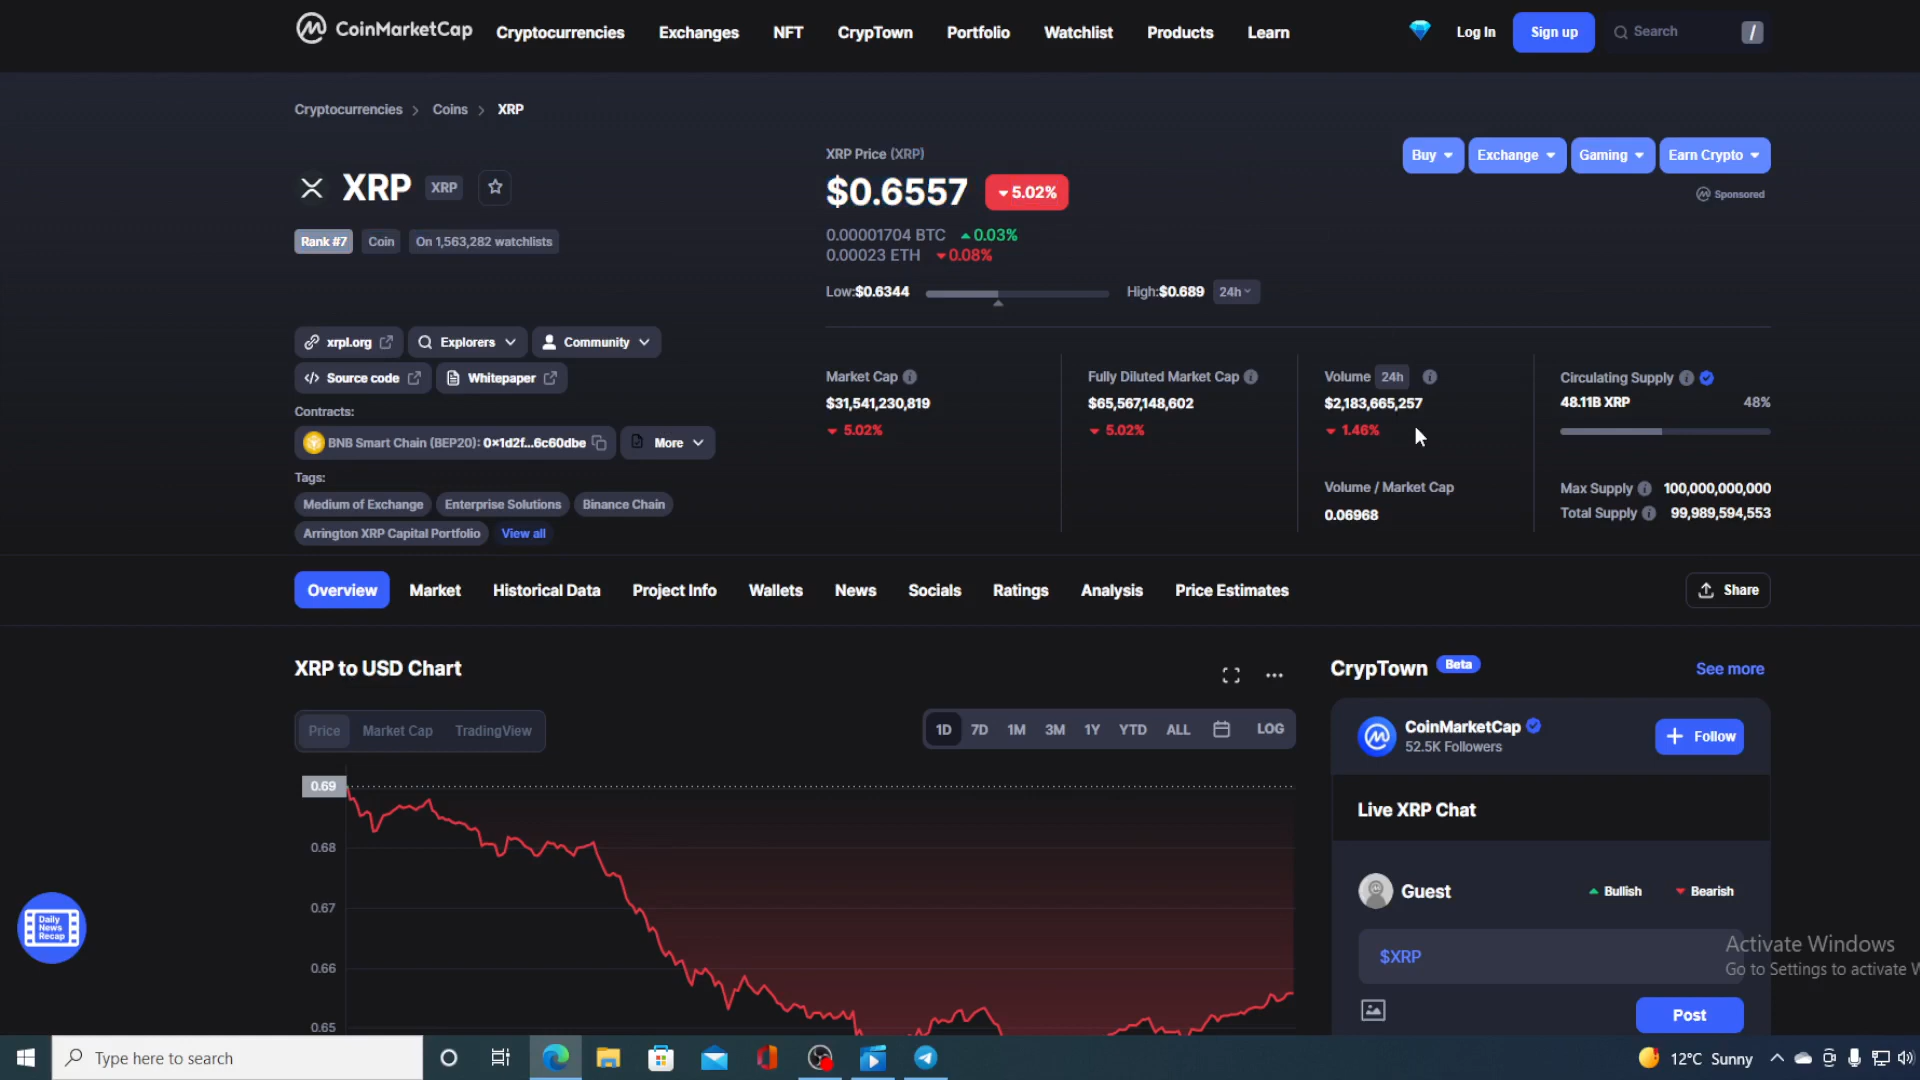 CoinMarketCap Cryptocurrencies Exchanges NFT CrypTown Portfolio Watchlist Products Learn Log In Sign up Search /
Cryptocurrencies > Coins > XRP
XRP Price (XRP)
Buy Exchange Gaming Earn Crypto
XRP XRP
$0.6557 5.02%
Sponsored
Rank #7 Coin On 1,563,282 watchlists
0.00001704 BTC 0.03%
0.00023 ETH 0.08%
Low:$0.6344 High:$0.689 24h
xrpl.org Explorers Community
Source code Whitepaper
Contracts:
BNB Smart Chain (BEP20): 0x1d2f...6c60dbe More
Tags:
Medium of Exchange Enterprise Solutions Binance Chain
Arrington XRP Capital Portfolio View all
Market Cap
$31,541,230,819
5.02%
Fully Diluted Market Cap
$65,567,148,602
5.02%
Volume 24h
$2,183,665,257
1.46%
Volume / Market Cap
0.06968
Circulating Supply
48.11B XRP 48%
Max Supply 100,000,000,000
Total Supply 99,989,594,553
Overview Market Historical Data Project Info Wallets News Socials Ratings Analysis Price Estimates Share
XRP to USD Chart
Price Market Cap TradingView
1D 7D 1M 3M 1Y YTD ALL LOG
0.69
0.68
0.67
0.66
0.65
CrypTown Beta See more
CoinMarketCap
52.5K Followers
+ Follow
Live XRP Chat
Guest Bullish Bearish
$XRP
Post
Daily
News
Recap
Activate Windows
Go to Settings to activate W
Type here to search
12°C Sunny